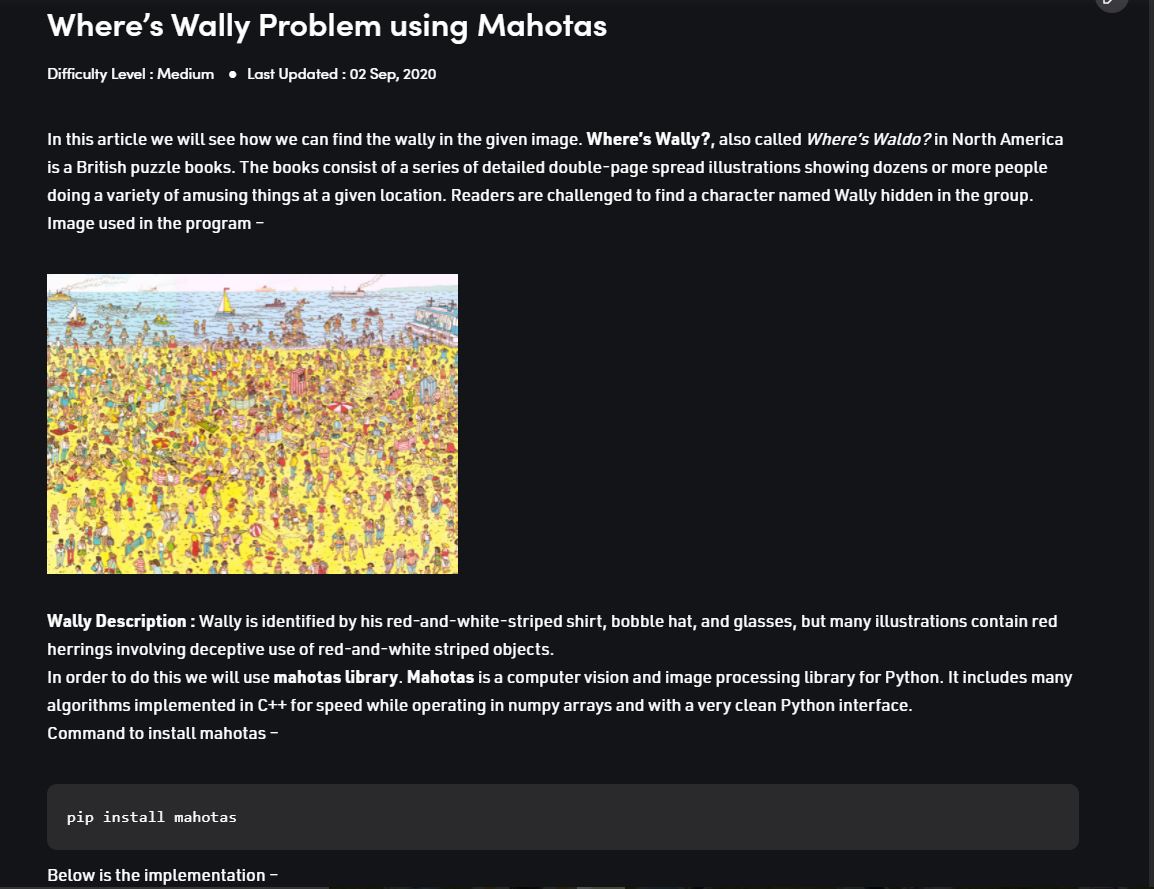 Where’s Wally Problem using Mahotas
Difficulty Level : Medium ● Last Updated : 02 Sep, 2020
In this article we will see how we can find the wally in the given image. Where’s Wally?, also called Where’s Waldo? in North America
is a British puzzle books. The books consist of a series of detailed double-page spread illustrations showing dozens or more people
doing a variety of amusing things at a given location. Readers are challenged to find a character named Wally hidden in the group.
Image used in the program –
Wally Description : Wally is identified by his red-and-white-striped shirt, bobble hat, and glasses, but many illustrations contain red
herrings involving deceptive use of red-and-white striped objects.
In order to do this we will use mahotas library. Mahotas is a computer vision and image processing library for Python. It includes many
algorithms implemented in C++ for speed while operating in numpy arrays and with a very clean Python interface.
Command to install mahotas –
pip install mahotas
Below is the implementation –